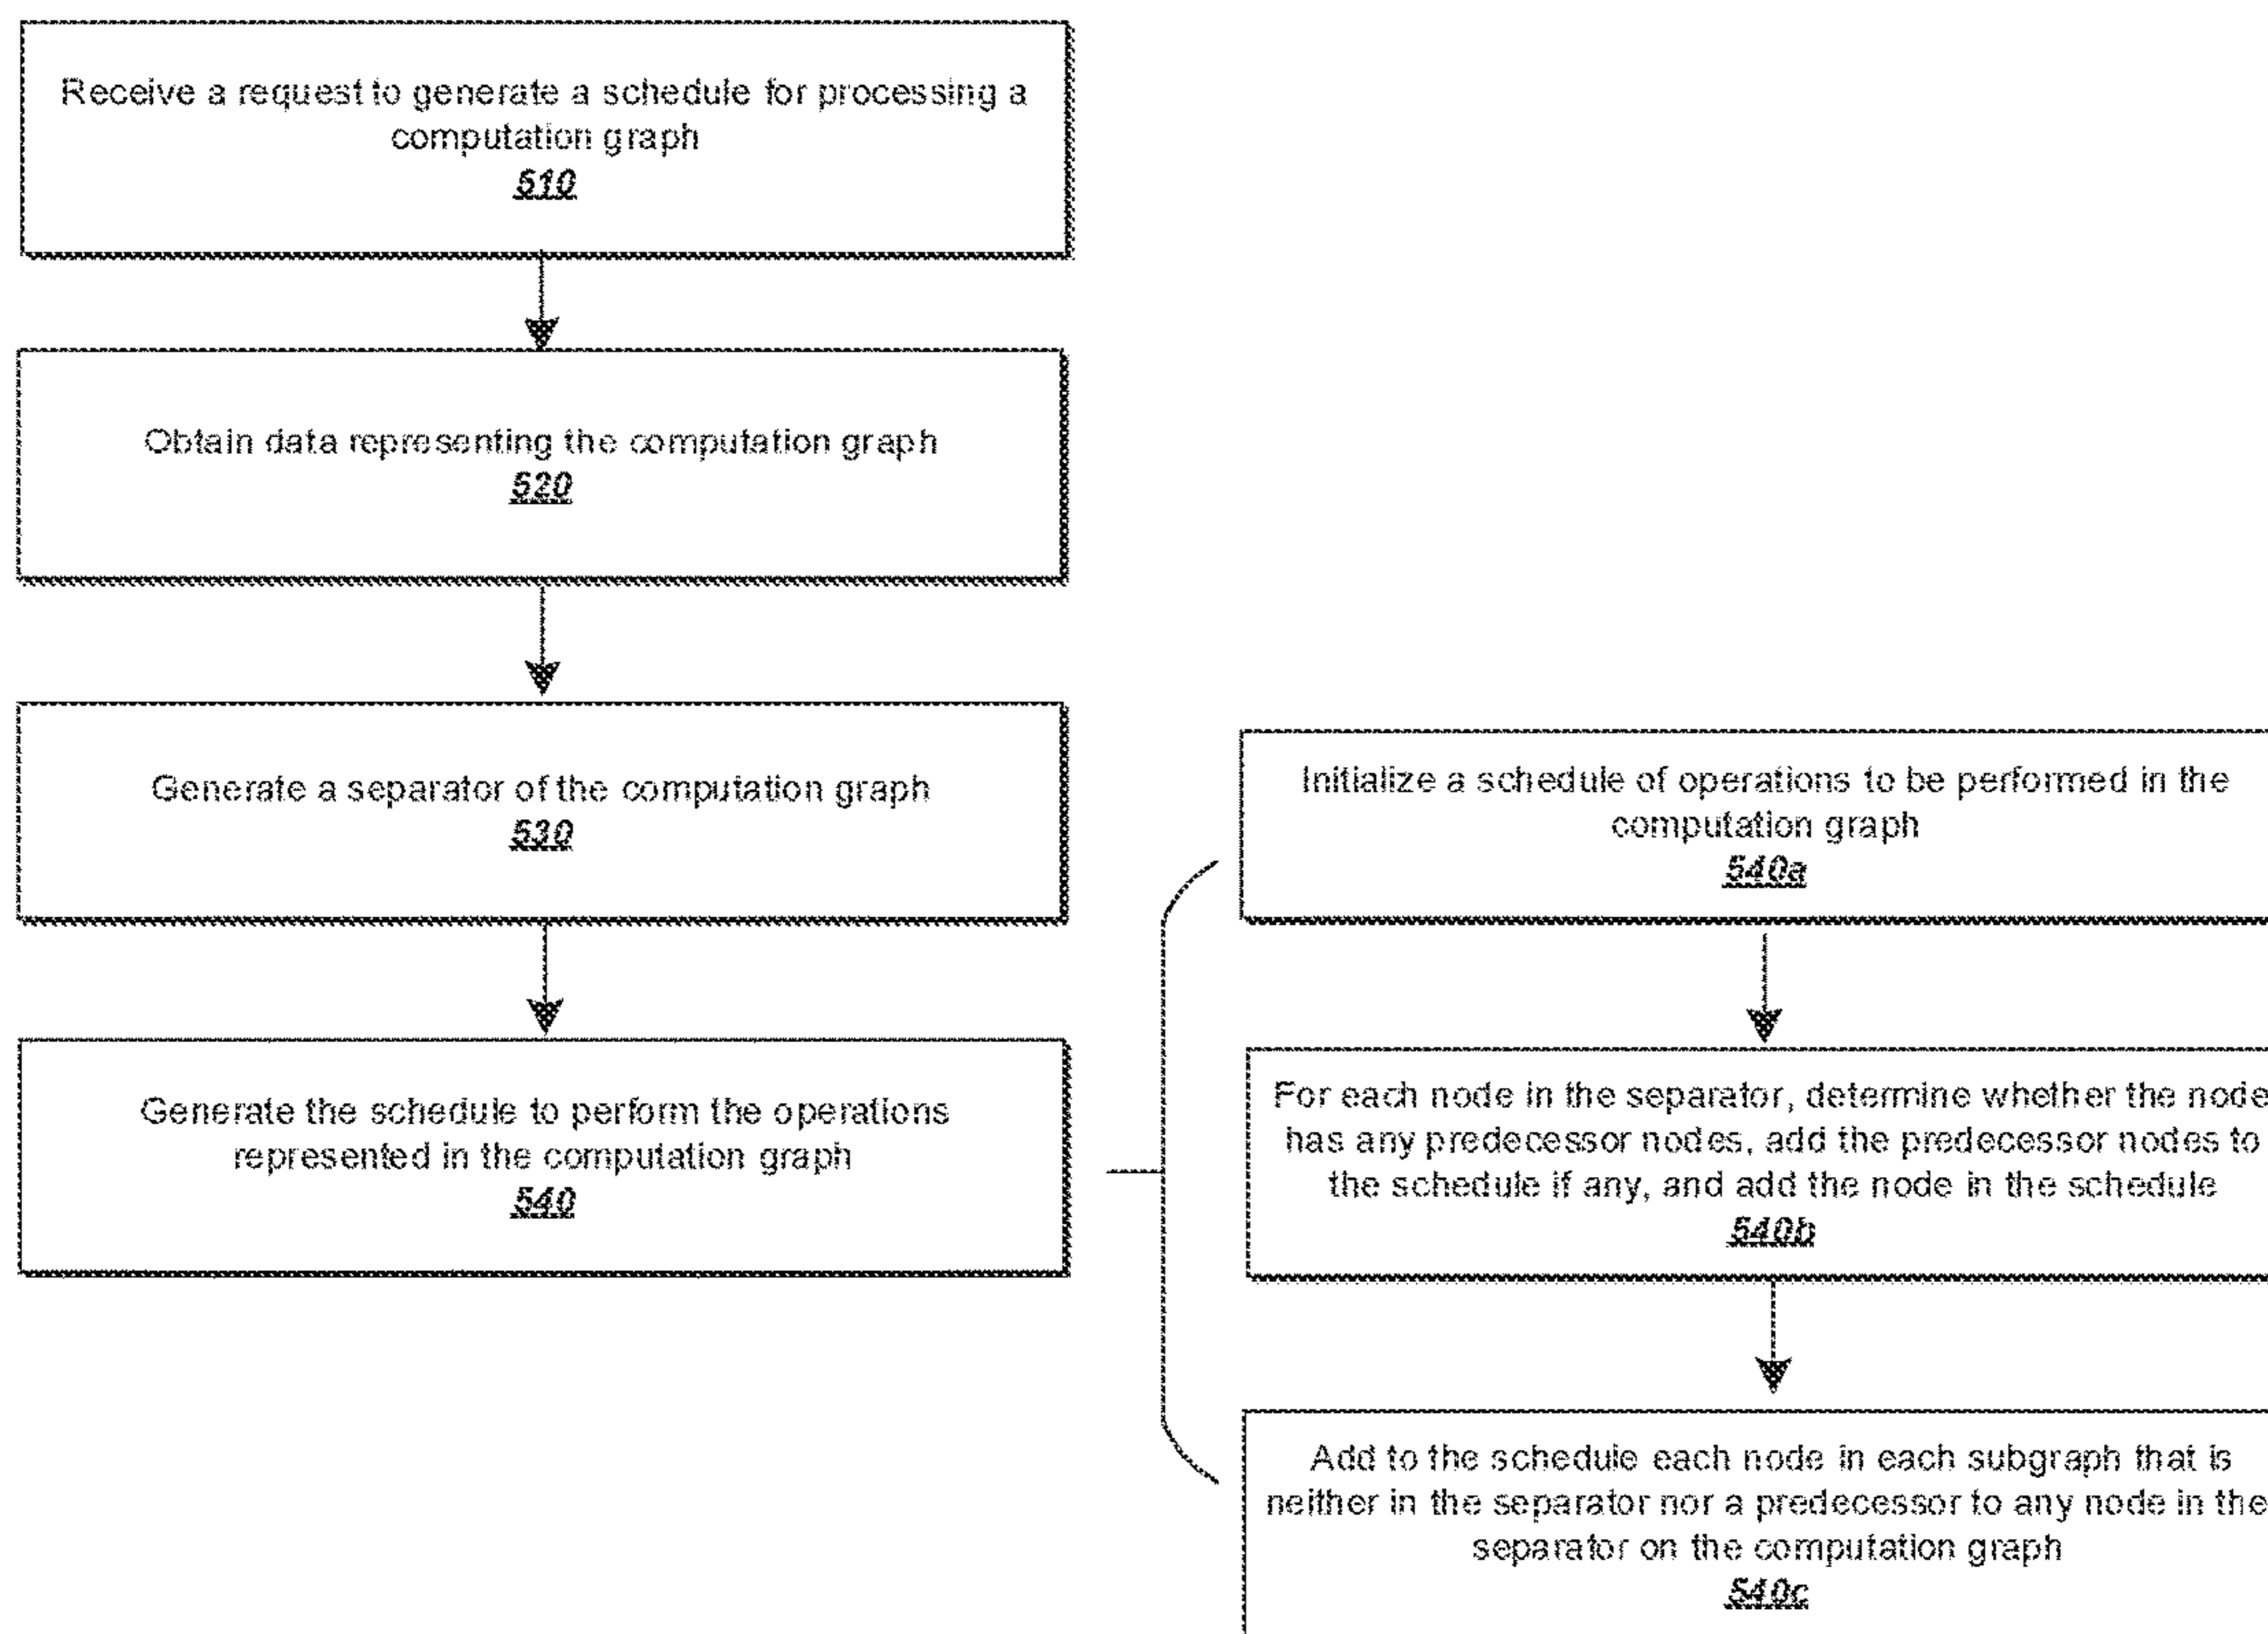 Receive a request to generate a schedule for processing a
computation graph
510
Obtain data representing the computation graph
520
Generate a separator of the computation graph
530
Generate the schedule to perform the operations
represented in the computation graph
540
Initialize a schedule of operations to be performed in the
computation graph
540a
For each node in the separator, determine whether the node
has any predecessor nodes, add the predecessor nodes to
the schedule if any, and add the node in the schedule
540b
Add to the schedule each node in each subgraph that is
neither in the separator nor a predecessor to any node in the
separator on the computation graph
540c